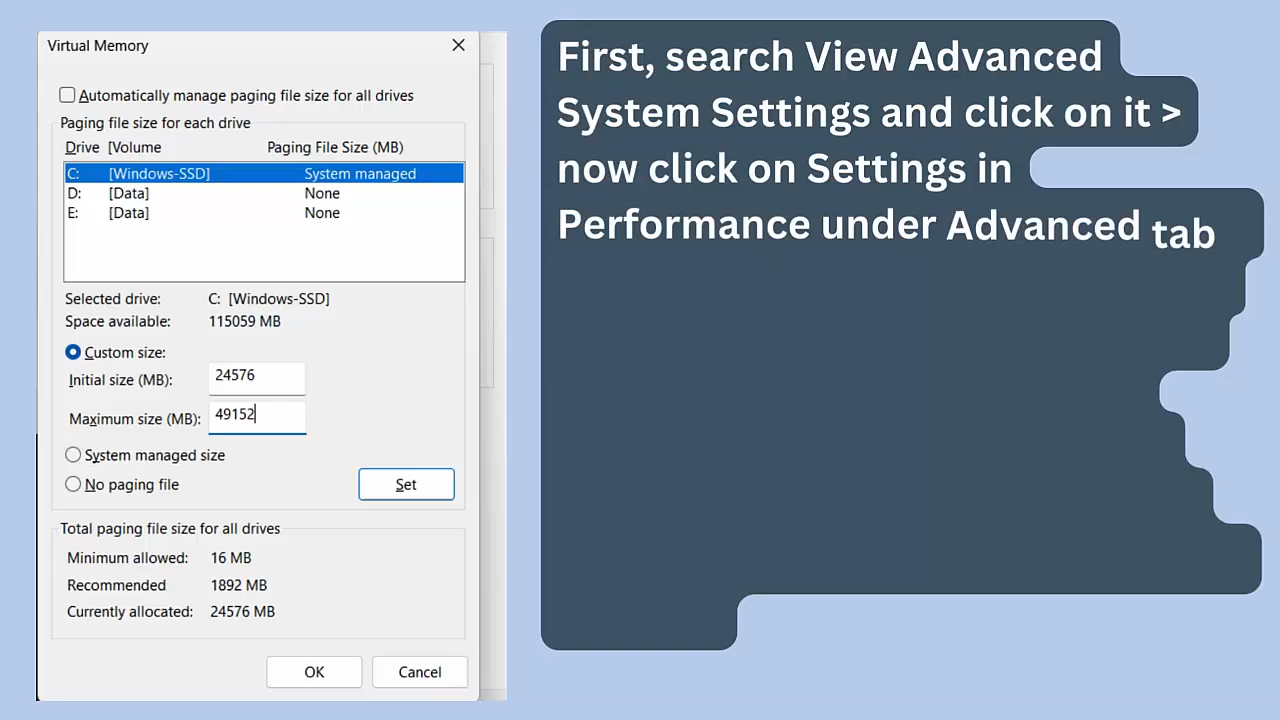 Virtual Memory
Automatically manage paging file size for all drives
Paging file size for each drive
Drive [Volume Paging File Size (MB)
C: [Windows-SSD] System managed
D: [Data] None
E: [Data] None
Selected drive: C: [Windows-SSD]
Space available: 115059 MB
Custom size:
Initial size (MB): 24576
Maximum size (MB): 49152
System managed size
No paging file
Set
Total paging file size for all drives
Minimum allowed: 16 MB
Recommended 1892 MB
Currently allocated: 24576 MB
OK Cancel
First, search View Advanced
System Settings and click on it >
now click on Settings in
Performance under Advanced tab